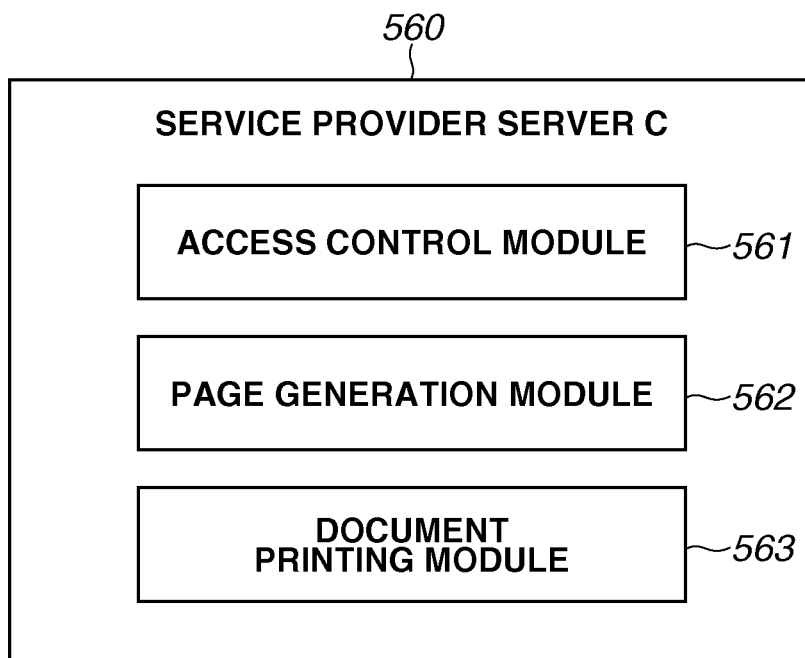 560
SERVICE PROVIDER SERVER C
ACCESS CONTROL MODULE
561
PAGE GENERATION MODULE
562
DOCUMENT
PRINTING MODULE
563